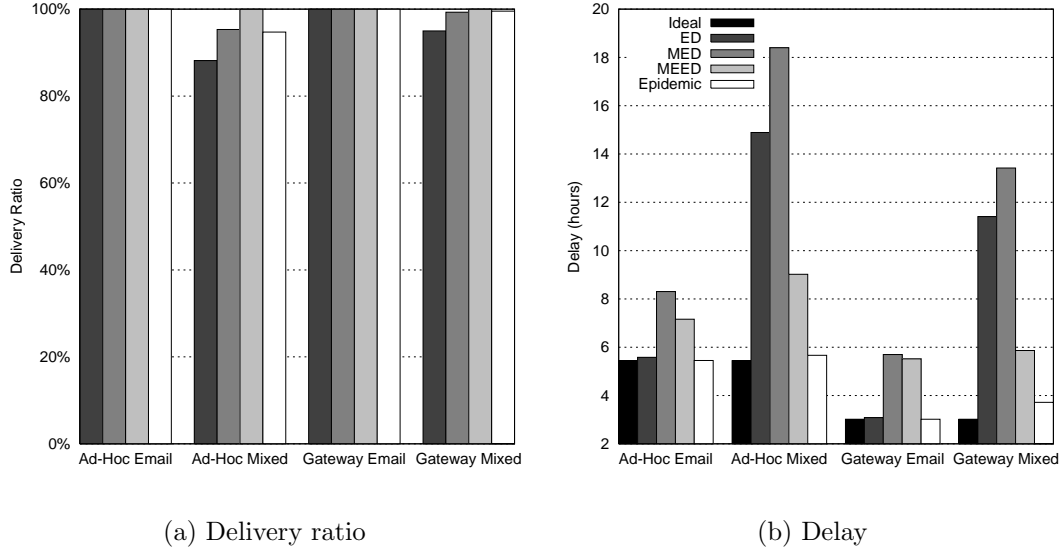 100%
80%
60%
40%
20%
0%
Delivery Ratio
Ad-Hoc Email
Ad-Hoc Mixed
Gateway Email
Gateway Mixed
(a) Delivery ratio
20
18
16
14
12
10
8
6
4
2
Delay (hours)
Ideal
ED
MED
MEED
Epidemic
Ad-Hoc Email
Ad-Hoc Mixed
Gateway Email
Gateway Mixed
(b) Delay